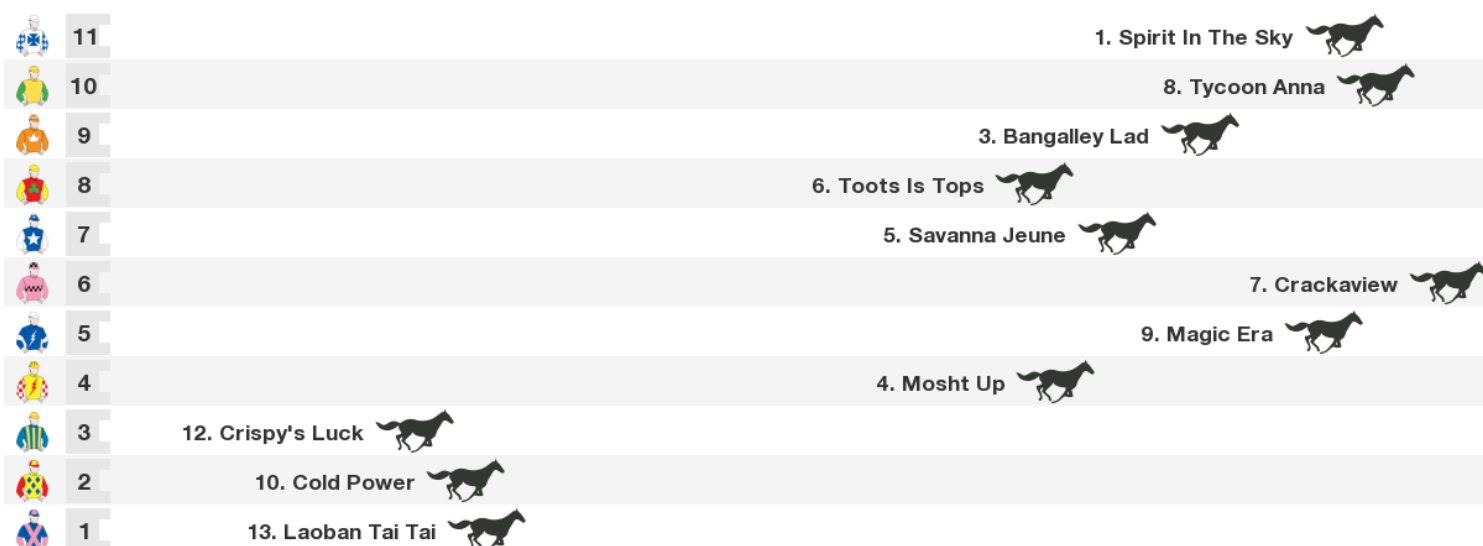 11 1. Spirit In The Sky
10 8. Tycoon Anna
9 3. Bangalley Lad
8 6. Toots Is Tops
7 5. Savanna Jeune
6 7. Crackaview
5 9. Magic Era
4 4. Mosht Up
3 12. Crispy's Luck
2 10. Cold Power
1 13. Laoban Tai Tai